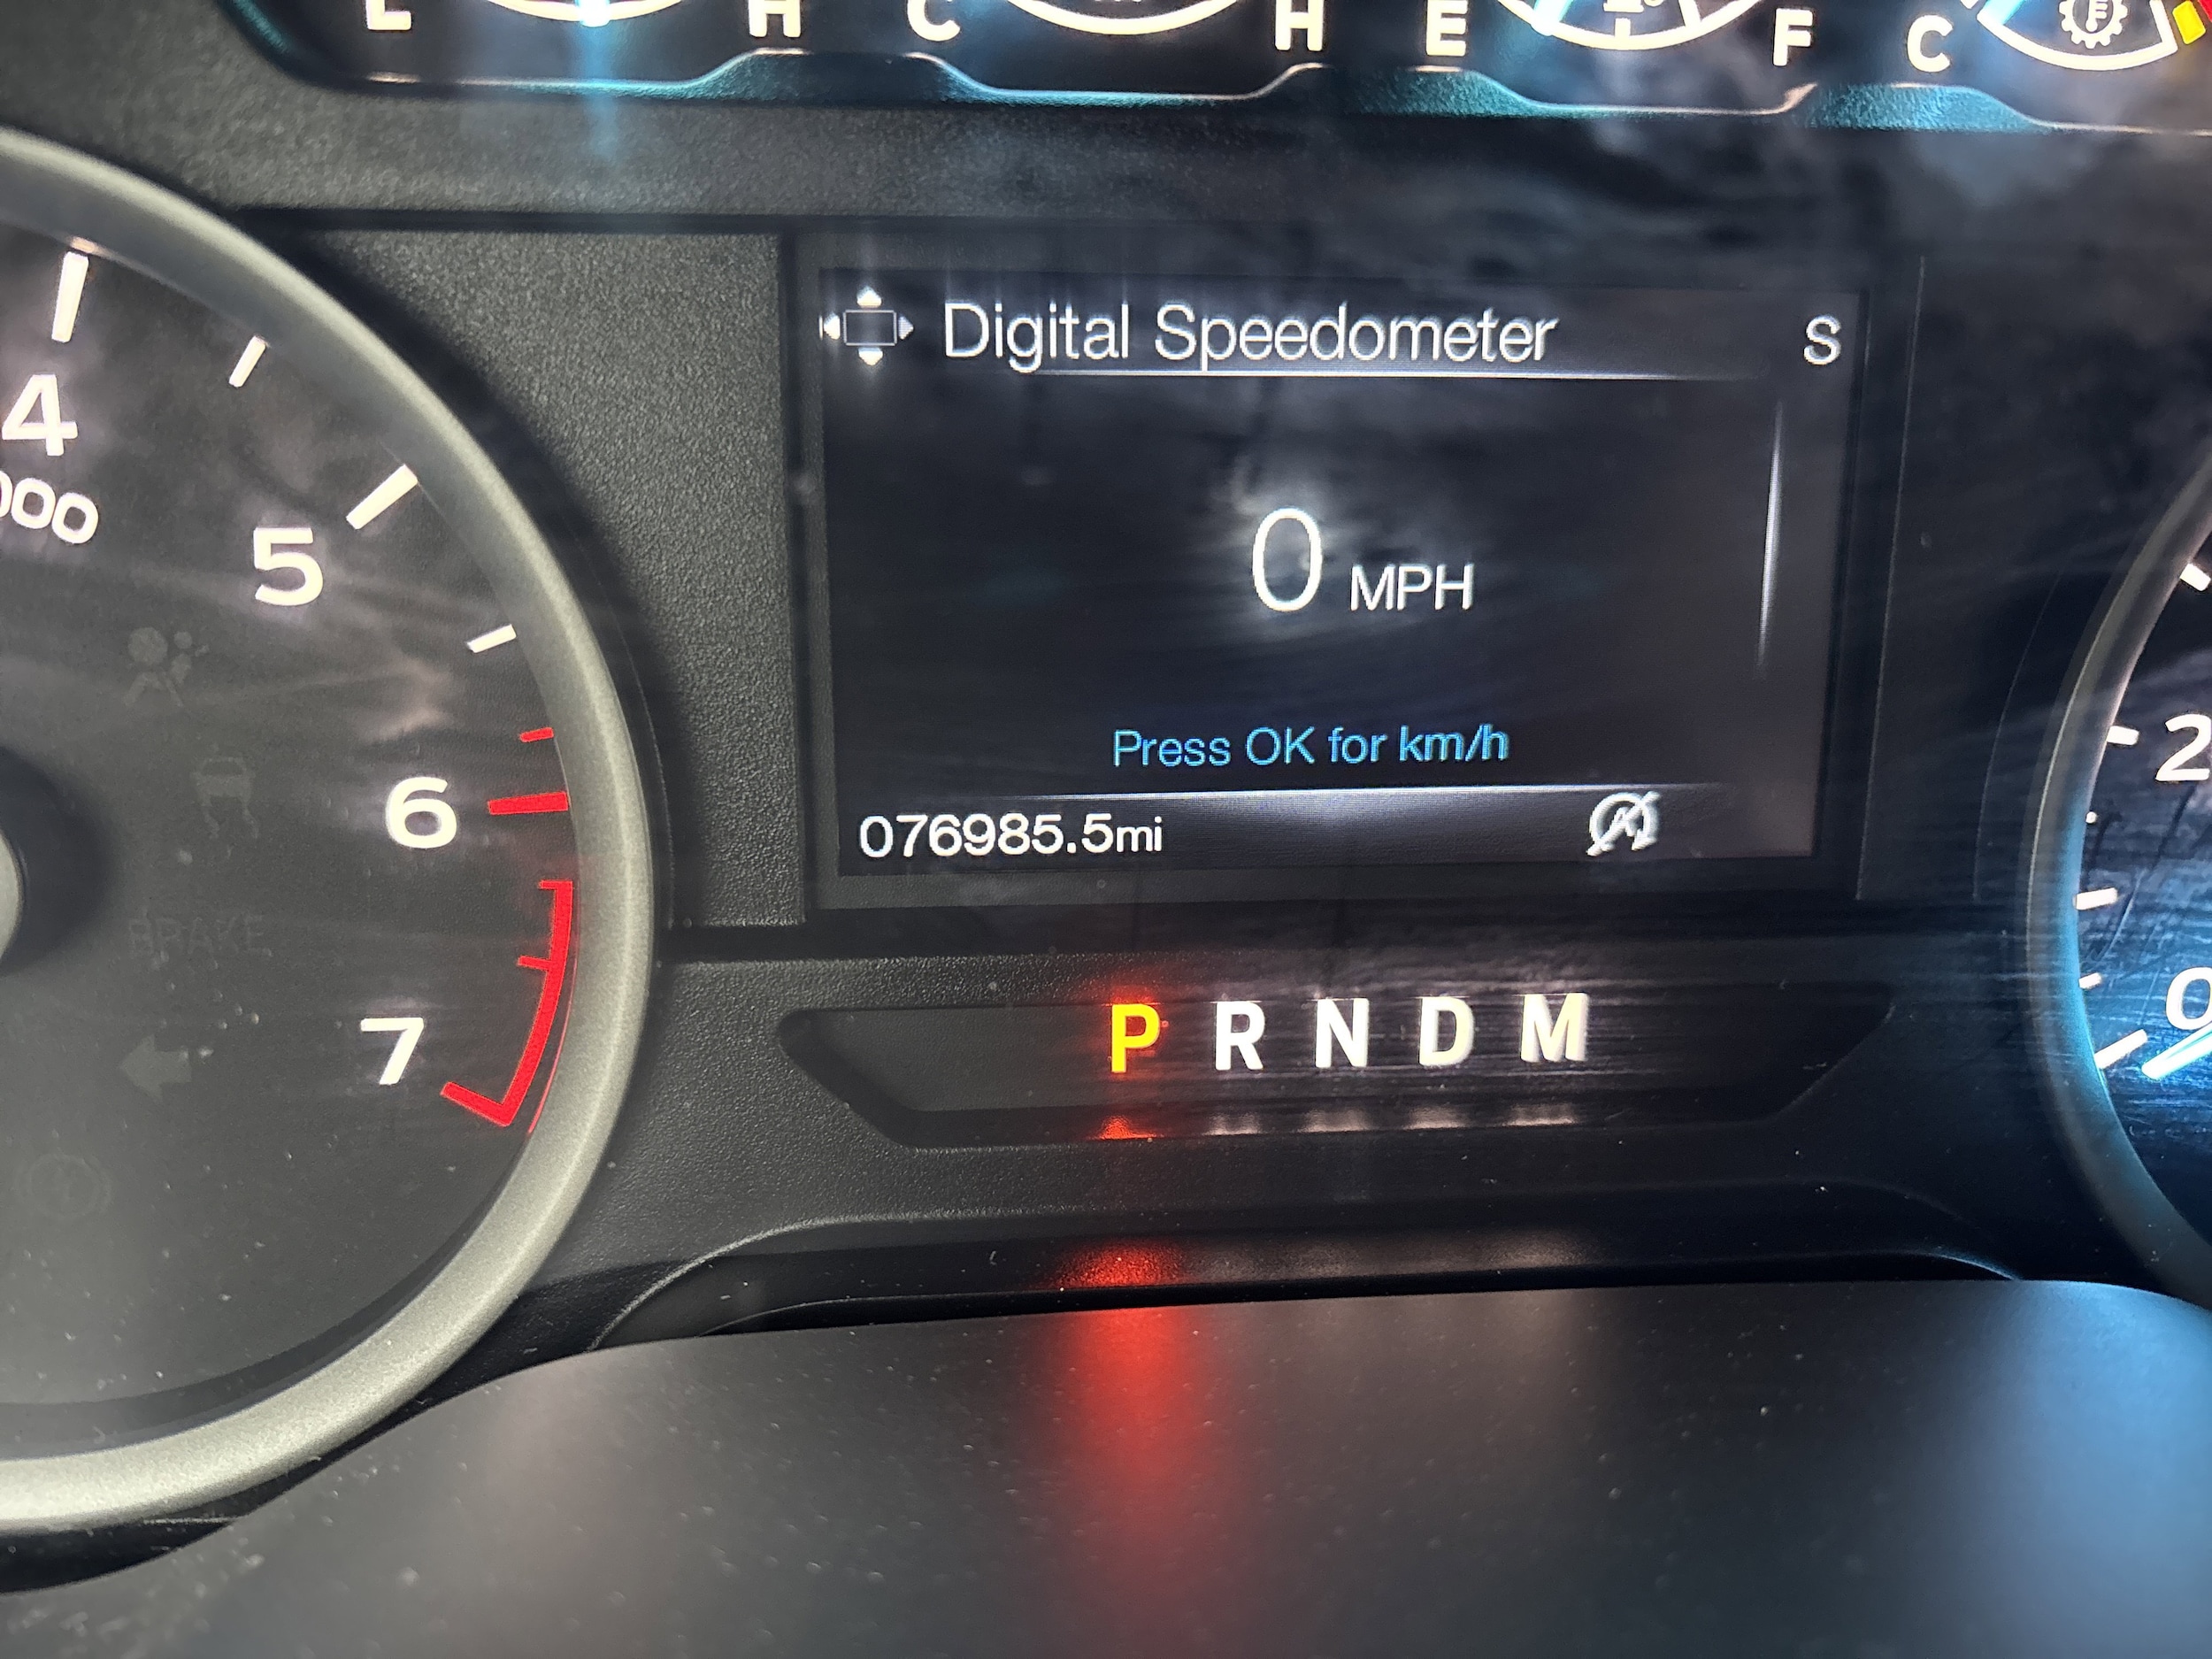 L H C H E F C
Digital Speedometer S
4
000
5
0 MPH
Press OK for km/h
2
6
076985.5mi
BRAKE
P R N D M
0
7